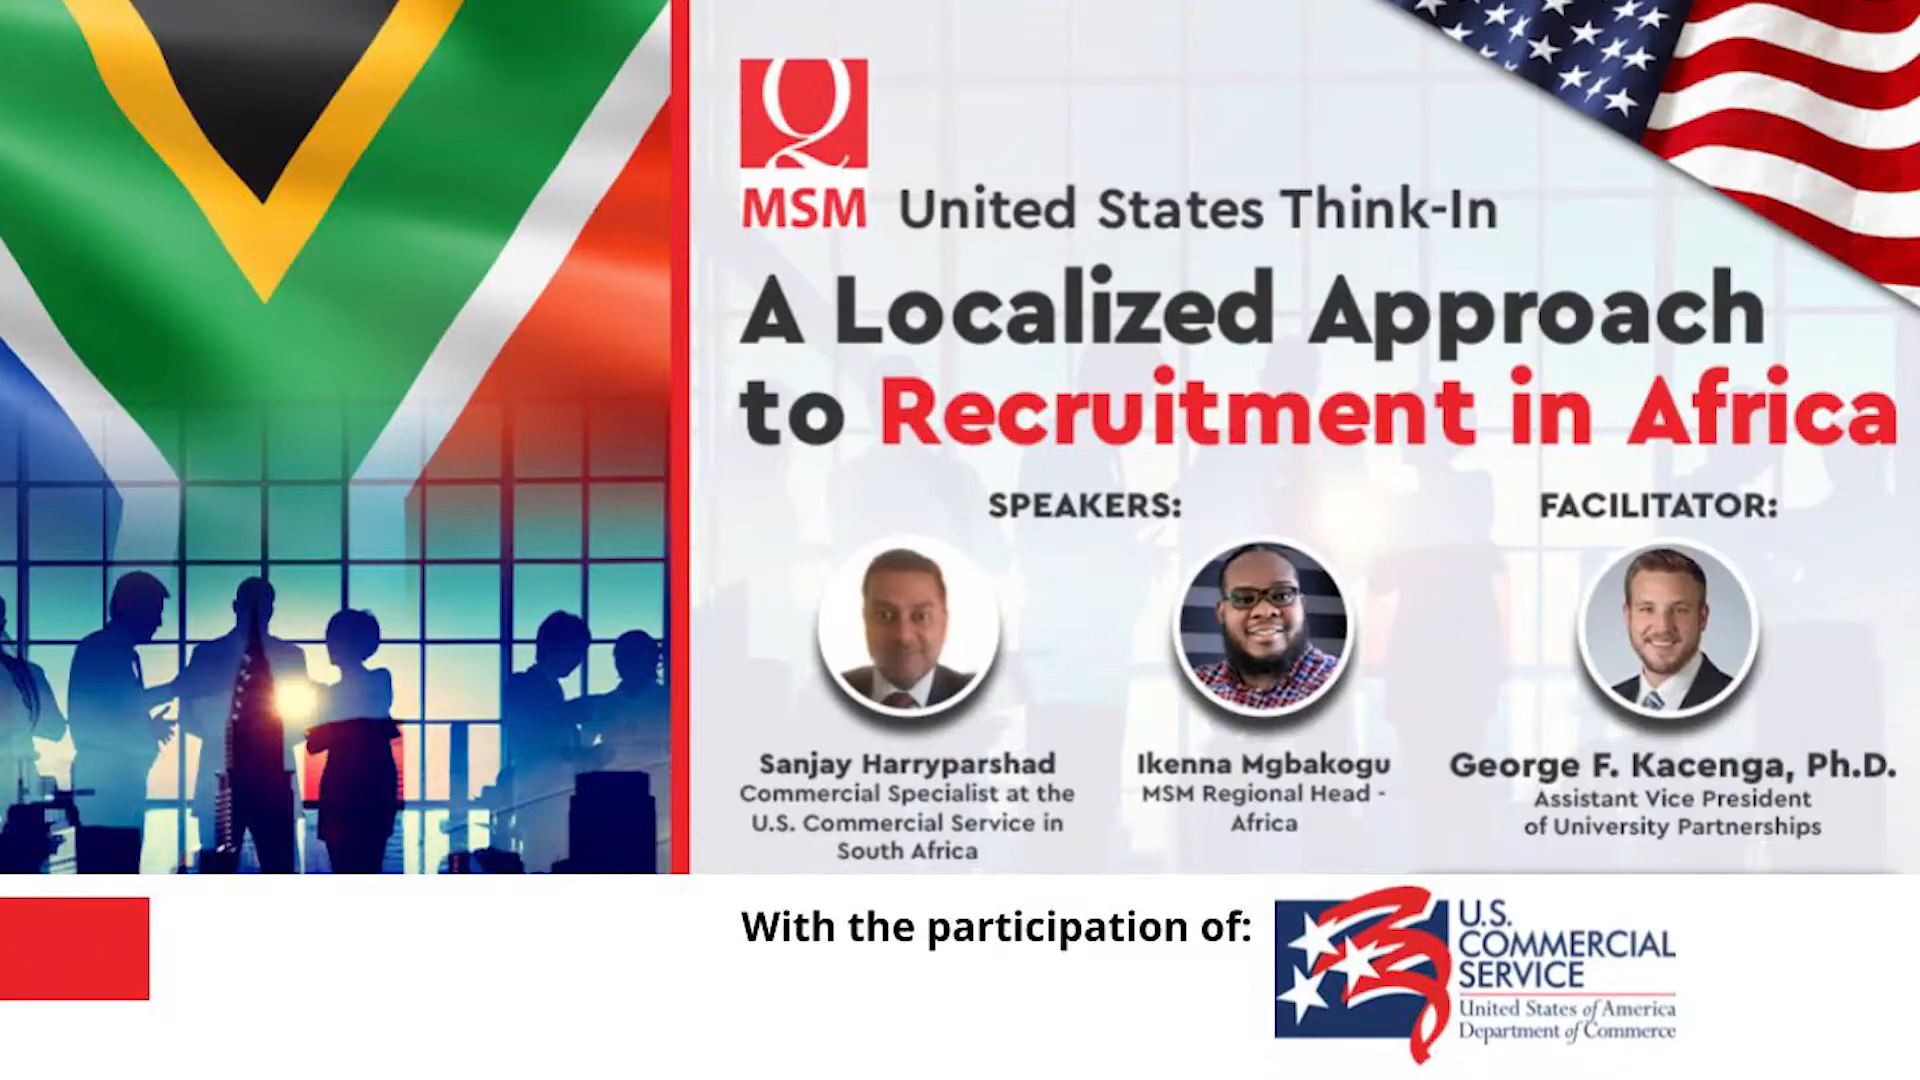 MSM
United States Think-In
A Localized Approach
to Recruitment in Africa
SPEAKERS:
Sanjay Harryparshad
Commercial Specialist at the
U.S. Commercial Service in
South Africa
Ikenna Mgbakogu
MSM Regional Head -
Africa
FACILITATOR:
George F. Kacenga, Ph.D.
Assistant Vice President
of University Partnerships
With the participation of:
U.S.
COMMERCIAL
SERVICE
United States of America
Department of Commerce